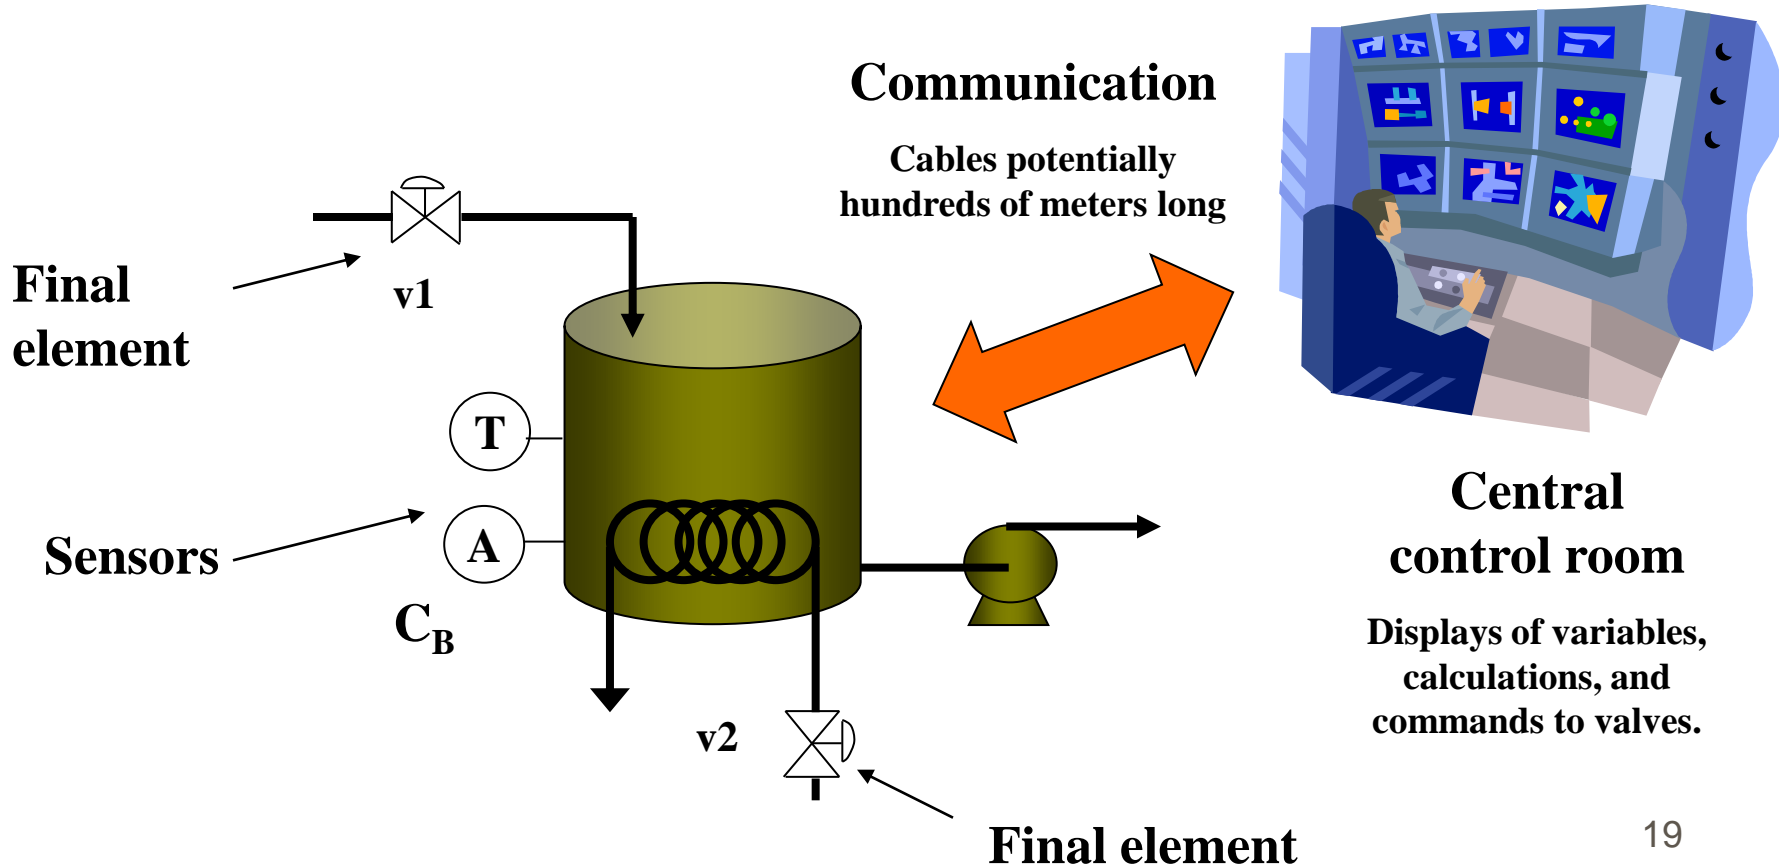 Communication
Cables potentially
hundreds of meters long
Final
element
v1
T
Sensors
A
C_B
v2
Final element
Central
control room
Displays of variables,
calculations, and
commands to valves.
19